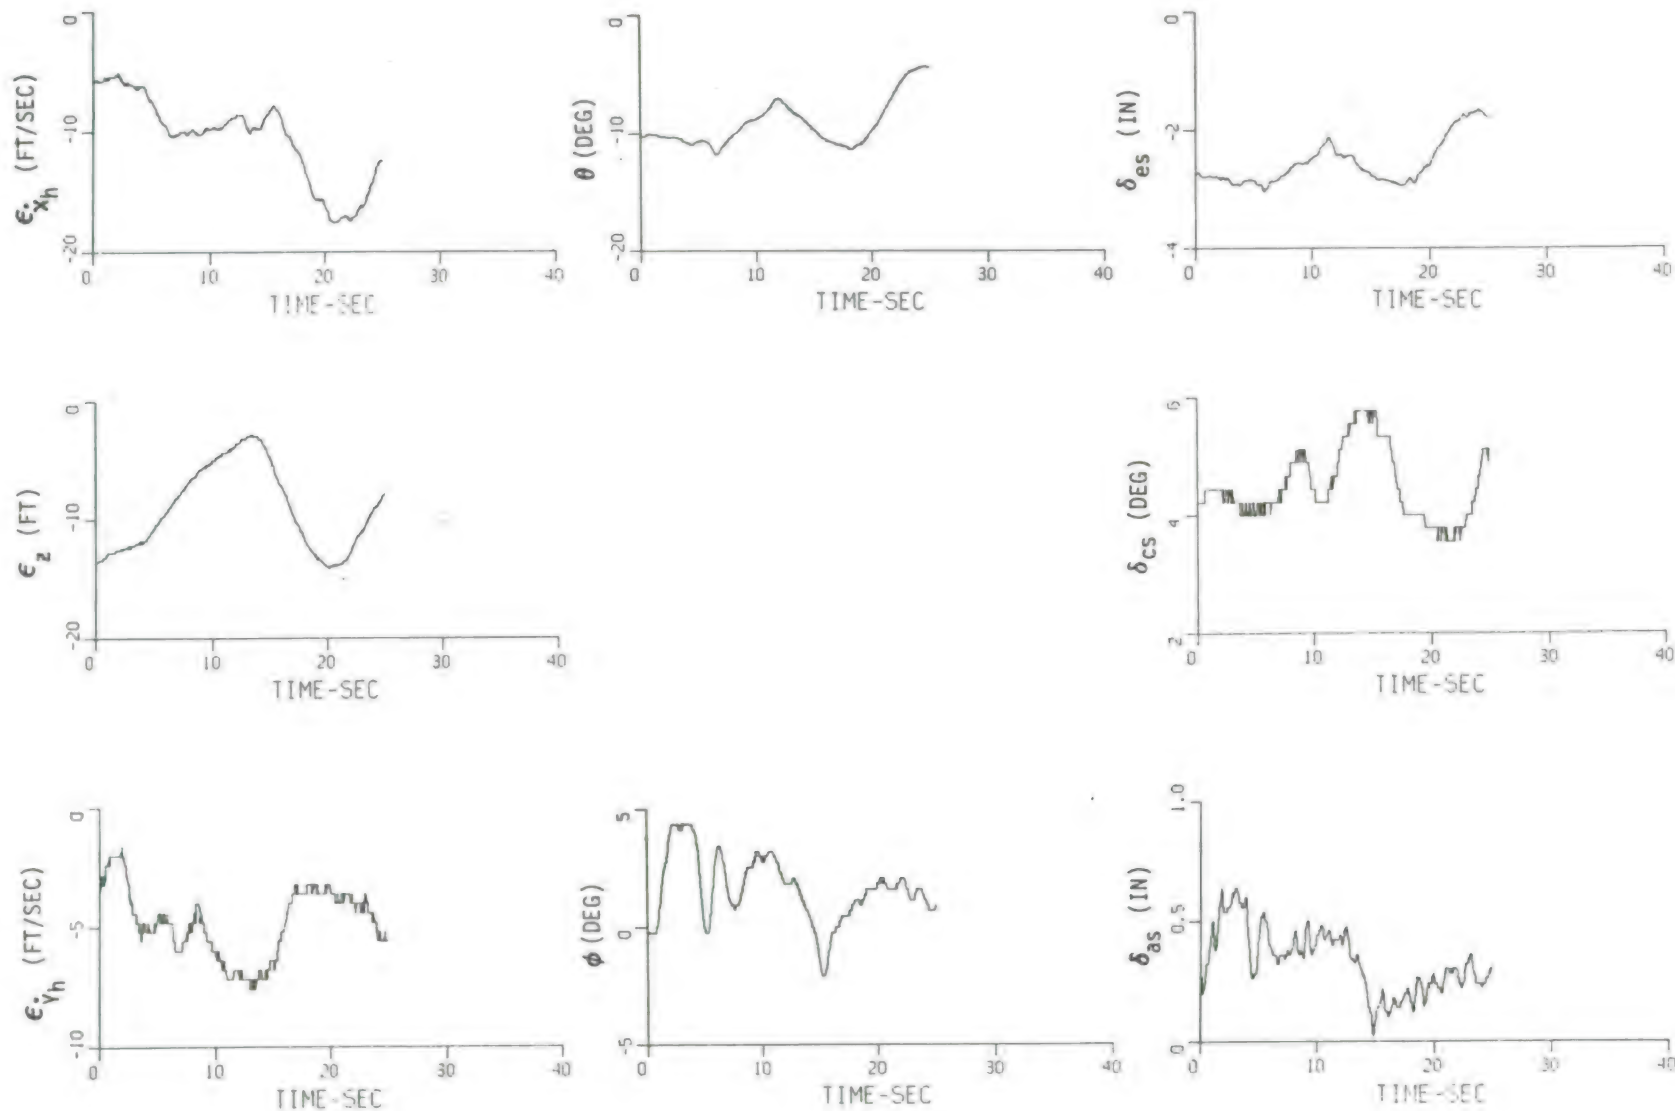 ϵẋh (FT/SEC)
0
-10
-20
0 10 20 30 40
TIME-SEC
θ (DEG)
0
-10
-20
0 10 20 30 40
TIME-SEC
δes (IN)
0
-2
-4
0 10 20 30 40
TIME-SEC
ϵz (FT)
0
-10
-20
0 10 20 30 40
TIME-SEC
δcs (DEG)
6
4
2
0 10 20 30 40
TIME-SEC
ϵẏh (FT/SEC)
0
-5
-10
0 10 20 30 40
TIME-SEC
ϕ (DEG)
5
0
-5
0 10 20 30 40
TIME-SEC
δas (IN)
1.0
0.5
0
0 10 20 30 40
TIME-SEC